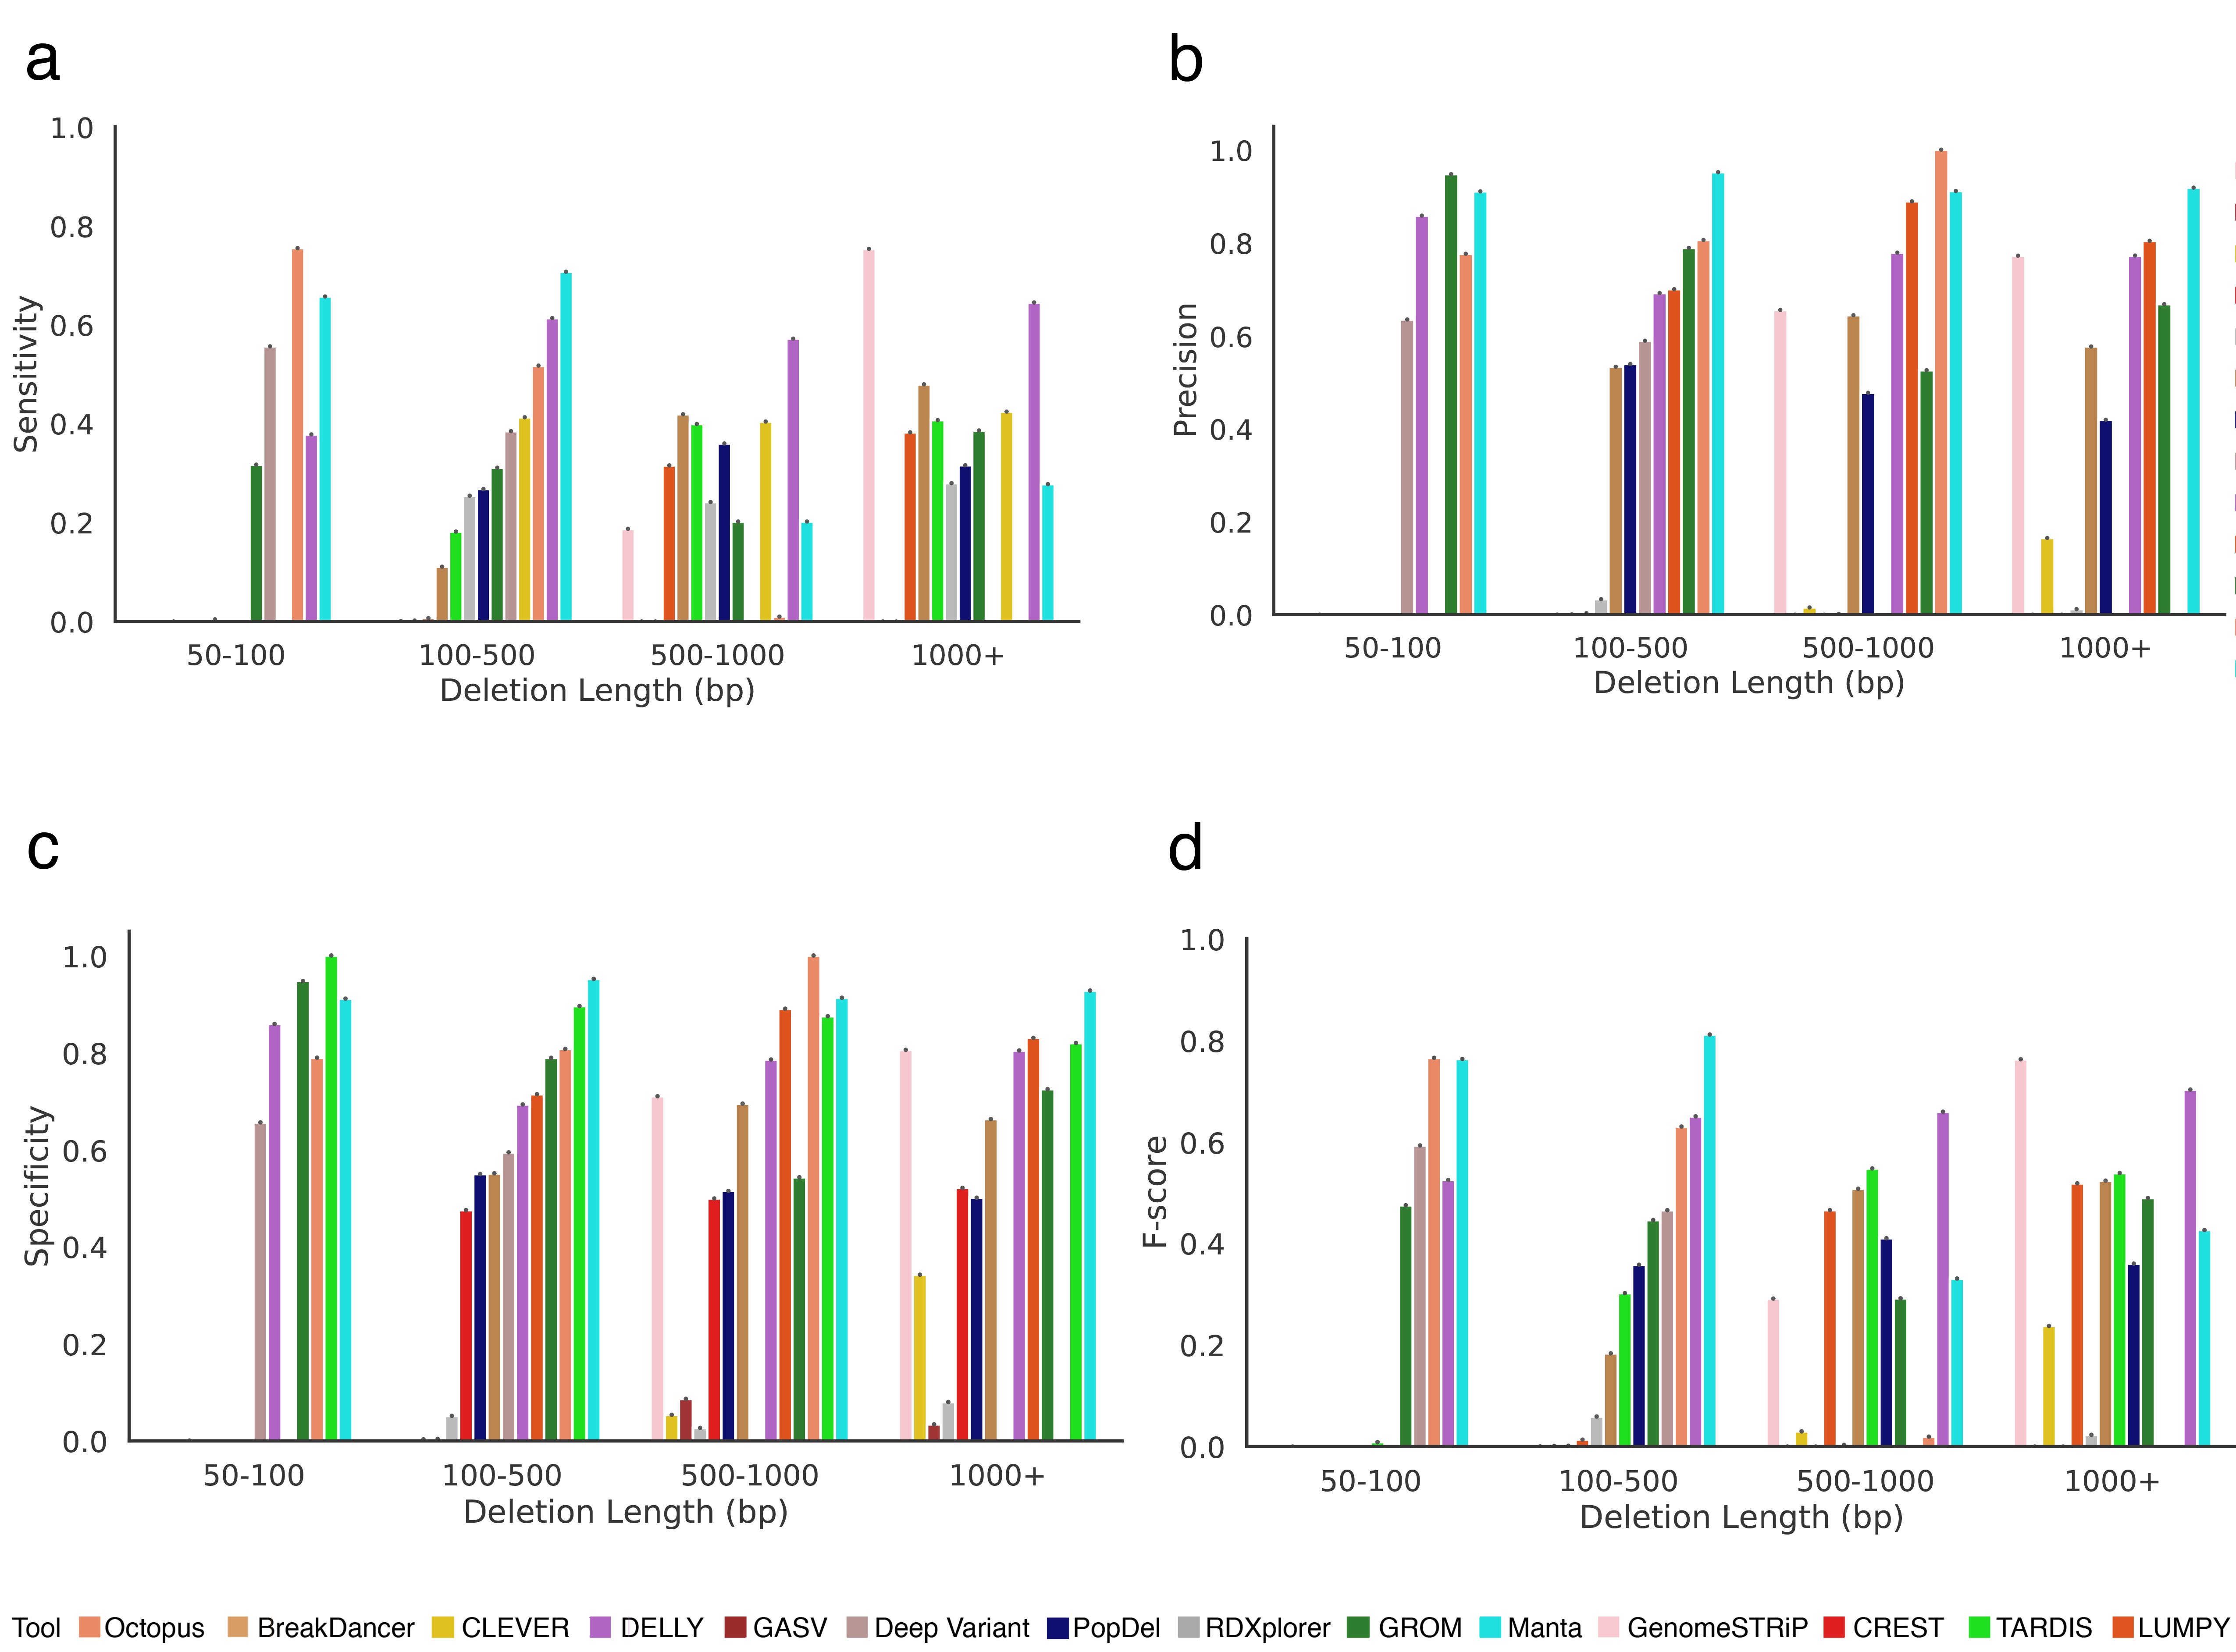 a
1.0
0.8
0.6
0.4
0.2
0.0
Sensitivity
50-100 100-500 500-1000 1000+
Deletion Length (bp)
b
1.0
0.8
0.6
0.4
0.2
0.0
Precision
50-100 100-500 500-1000 1000+
Deletion Length (bp)
c
1.0
0.8
0.6
0.4
0.2
0.0
Specificity
50-100 100-500 500-1000 1000+
Deletion Length (bp)
d
1.0
0.8
0.6
0.4
0.2
0.0
F-score
50-100 100-500 500-1000 1000+
Deletion Length (bp)
Tool Octopus BreakDancer CLEVER DELLY GASV Deep Variant PopDel RDXplorer GROM Manta GenomeSTRiP CREST TARDIS LUMPY